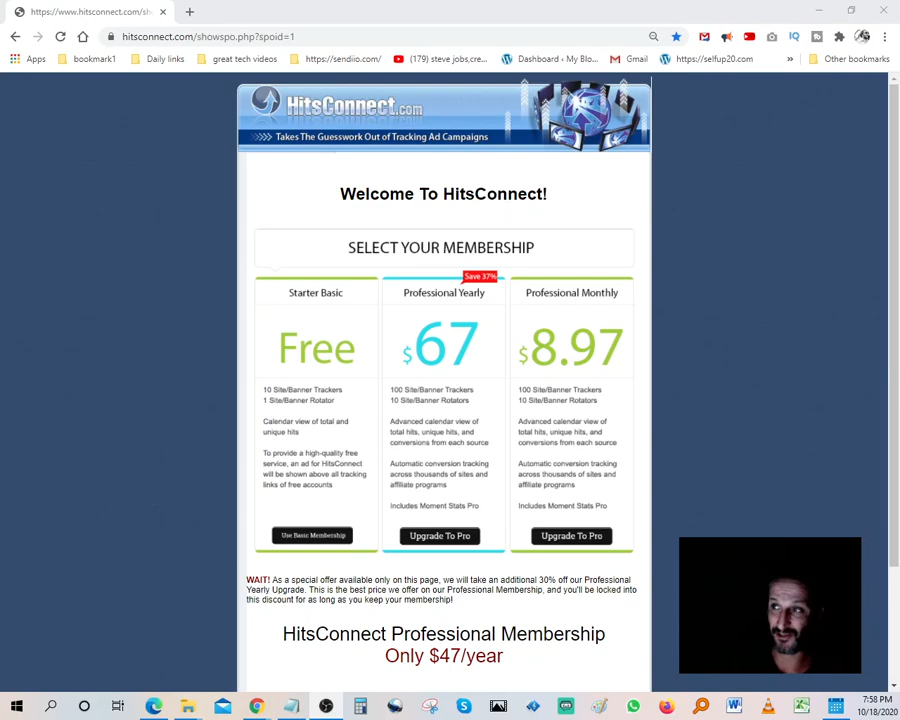 https://www.hitsconnect.com/sho
hitsconnect.com/showspo.php?spoid=1
Apps
bookmark1
Daily links
great tech videos
https://sendiio.com/
(179) steve jobs,cre...
Dashboard ‹ My Blo...
Gmail
https://selfup20.com
»
Other bookmarks
HitsConnect.com
Takes The Guesswork Out of Tracking Ad Campaigns
Welcome To HitsConnect!
SELECT YOUR MEMBERSHIP
Save 37%
Starter Basic
Free
10 Site/Banner Trackers
1 Site/Banner Rotator
Calendar view of total and
unique hits
To provide a high-quality free
service, an ad for HitsConnect
will be shown above all tracking
links of free accounts
Use Basic Membership
Professional Yearly
$67
100 Site/Banner Trackers
10 Site/Banner Rotators
Advanced calendar view of
total hits, unique hits, and
conversions from each source
Automatic conversion tracking
across thousands of sites and
affiliate programs
Includes Moment Stats Pro
Upgrade To Pro
Professional Monthly
$8.97
100 Site/Banner Trackers
10 Site/Banner Rotators
Advanced calendar view of
total hits, unique hits, and
conversions from each source
Automatic conversion tracking
across thousands of sites and
affiliate programs
Includes Moment Stats Pro
Upgrade To Pro
WAIT! As a special offer available only on this page, we will take an additional 30% off our Professional
Yearly Upgrade. This is the best price we offer on our Professional Membership, and you'll be locked into
this discount for as long as you keep your membership!
HitsConnect Professional Membership
Only $47/year
7:58 PM
10/18/2020